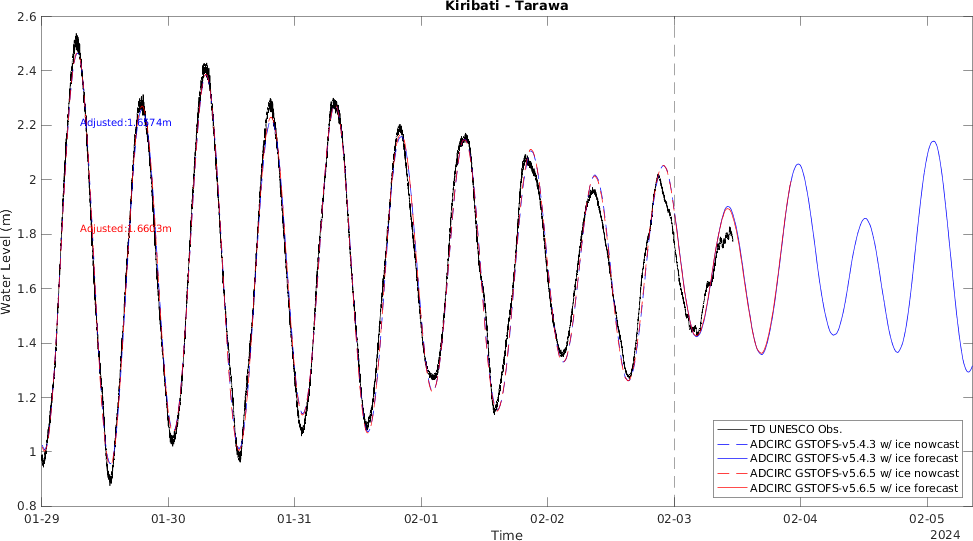 Kiribati - Tarawa
2.6
2.4
2.2
2
1.8
1.6
1.4
1.2
1
0.8
Water Level (m)
Adjusted:1.6574m
Adjusted:1.6603m
TD UNESCO Obs.
ADCIRC GSTOFS-v5.4.3 w/ ice nowcast
ADCIRC GSTOFS-v5.4.3 w/ ice forecast
ADCIRC GSTOFS-v5.6.5 w/ ice nowcast
ADCIRC GSTOFS-v5.6.5 w/ ice forecast
01-29 01-30 01-31 02-01 02-02 02-03 02-04 02-05
Time
2024